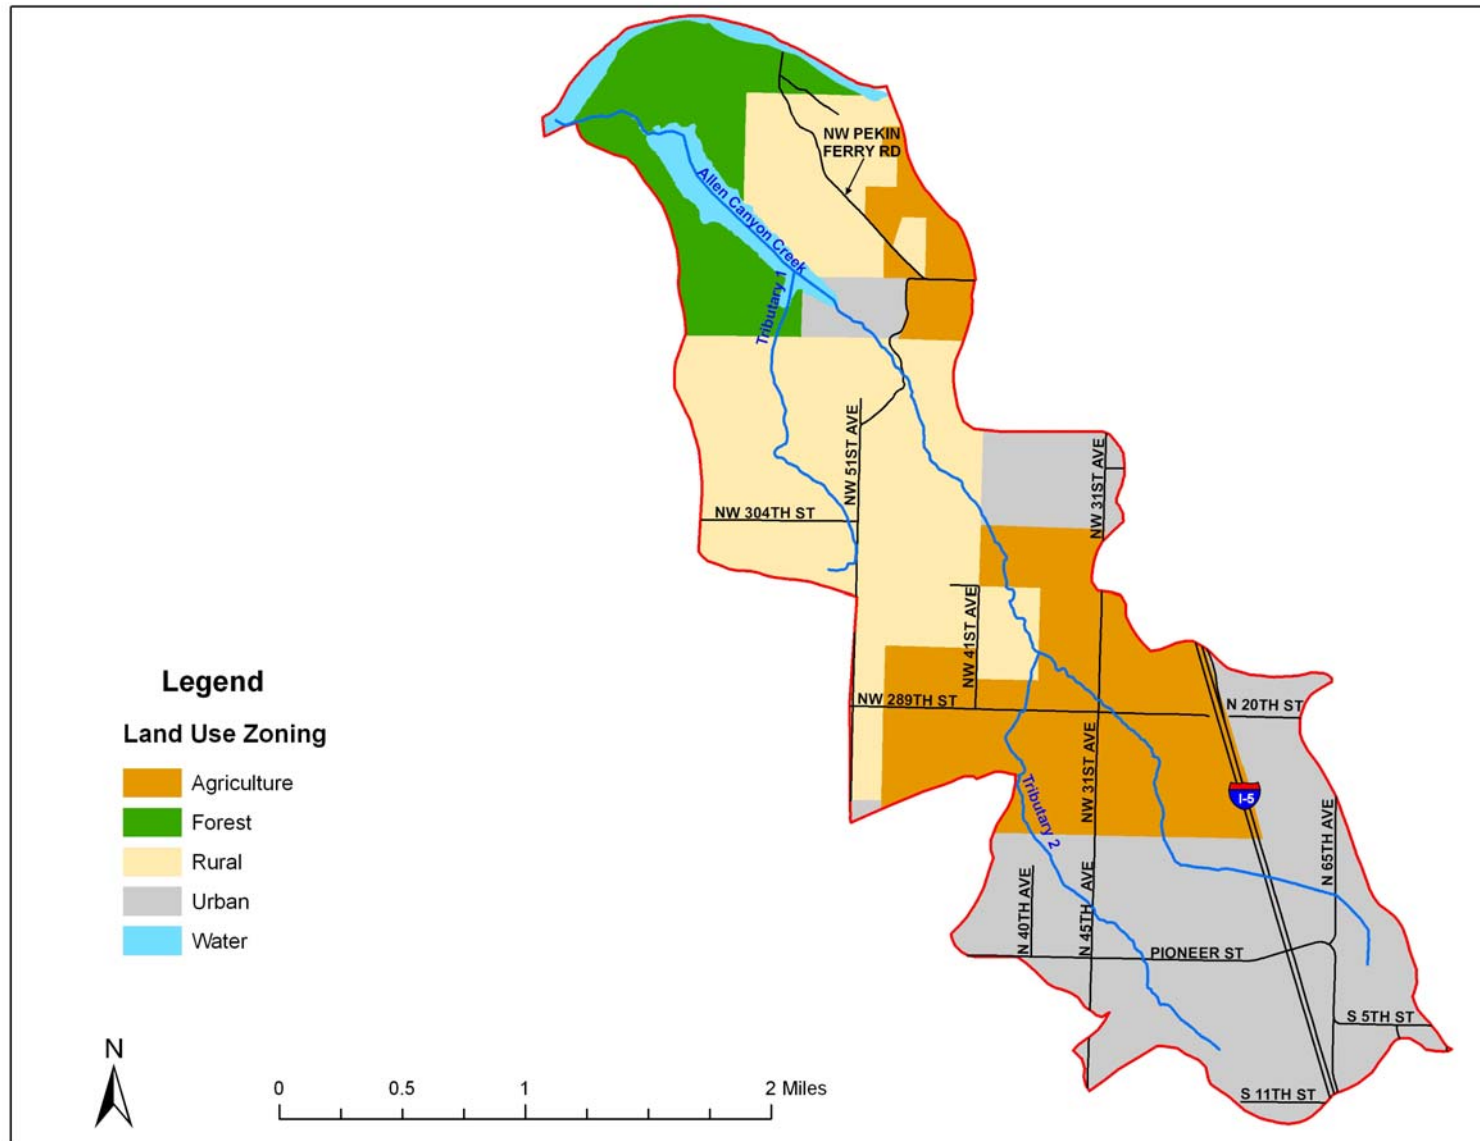 NW PEKIN
FERRY RD
Allen Canyon Creek
Tributary 1
NW 51ST AVE
NW 31ST AVE
NW 304TH ST
NW 41ST AVE
NW 289TH ST
N 20TH ST
NW 31ST AVE
I-5
Tributary 2
N 65TH AVE
N 40TH AVE
N 45TH AVE
PIONEER ST
S 5TH ST
S 11TH ST
Legend
Land Use Zoning
Agriculture
Forest
Rural
Urban
Water
N
0 0.5 1 2 Miles